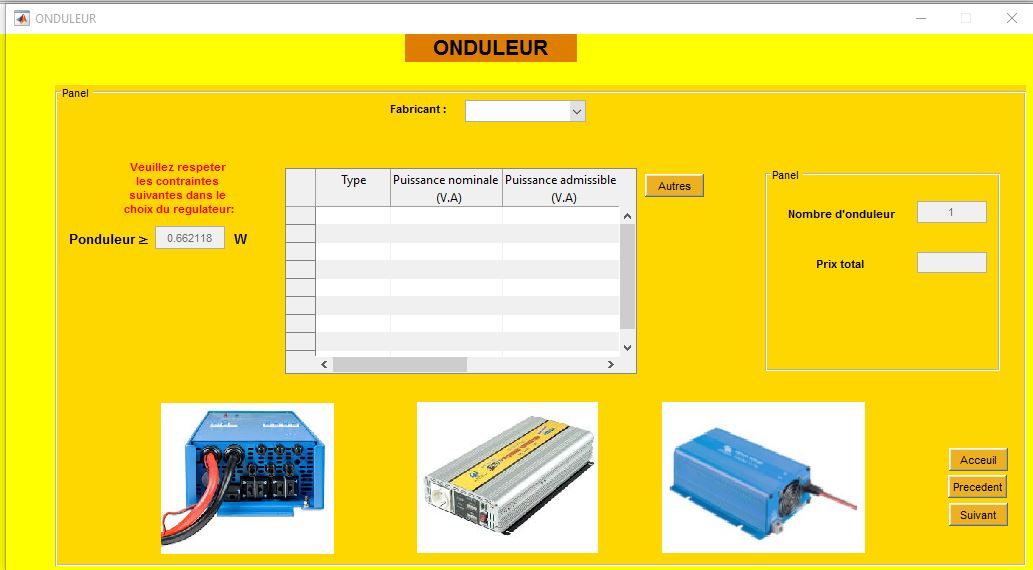 ONDULEUR
ONDULEUR
Panel
Fabricant :
Veuillez respeter
les contraintes
suivantes dans le
choix du regulateur:
Ponduleur ≥ 0.662118 W
Type Puissance nominale Puissance admissible
(V.A) (V.A)
Autres
Panel
Nombre d'onduleur 1
Prix total
Acceuil
Precedent
Suivant